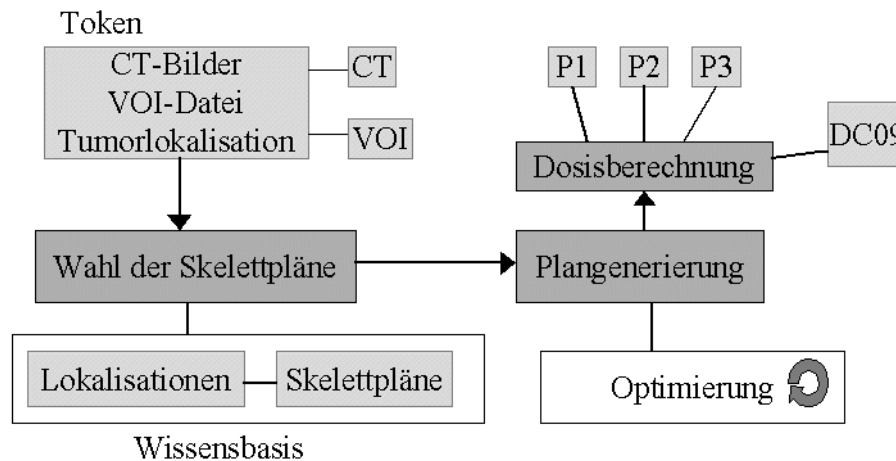 Token
CT-Bilder
VOI-Datei
Tumorlokalisation
CT
VOI
P1
P2
P3
DC09
Dosisberechnung
Wahl der Skelettpläne
Plangenerierung
Lokalisationen
Skelettpläne
Optimierung
Wissensbasis